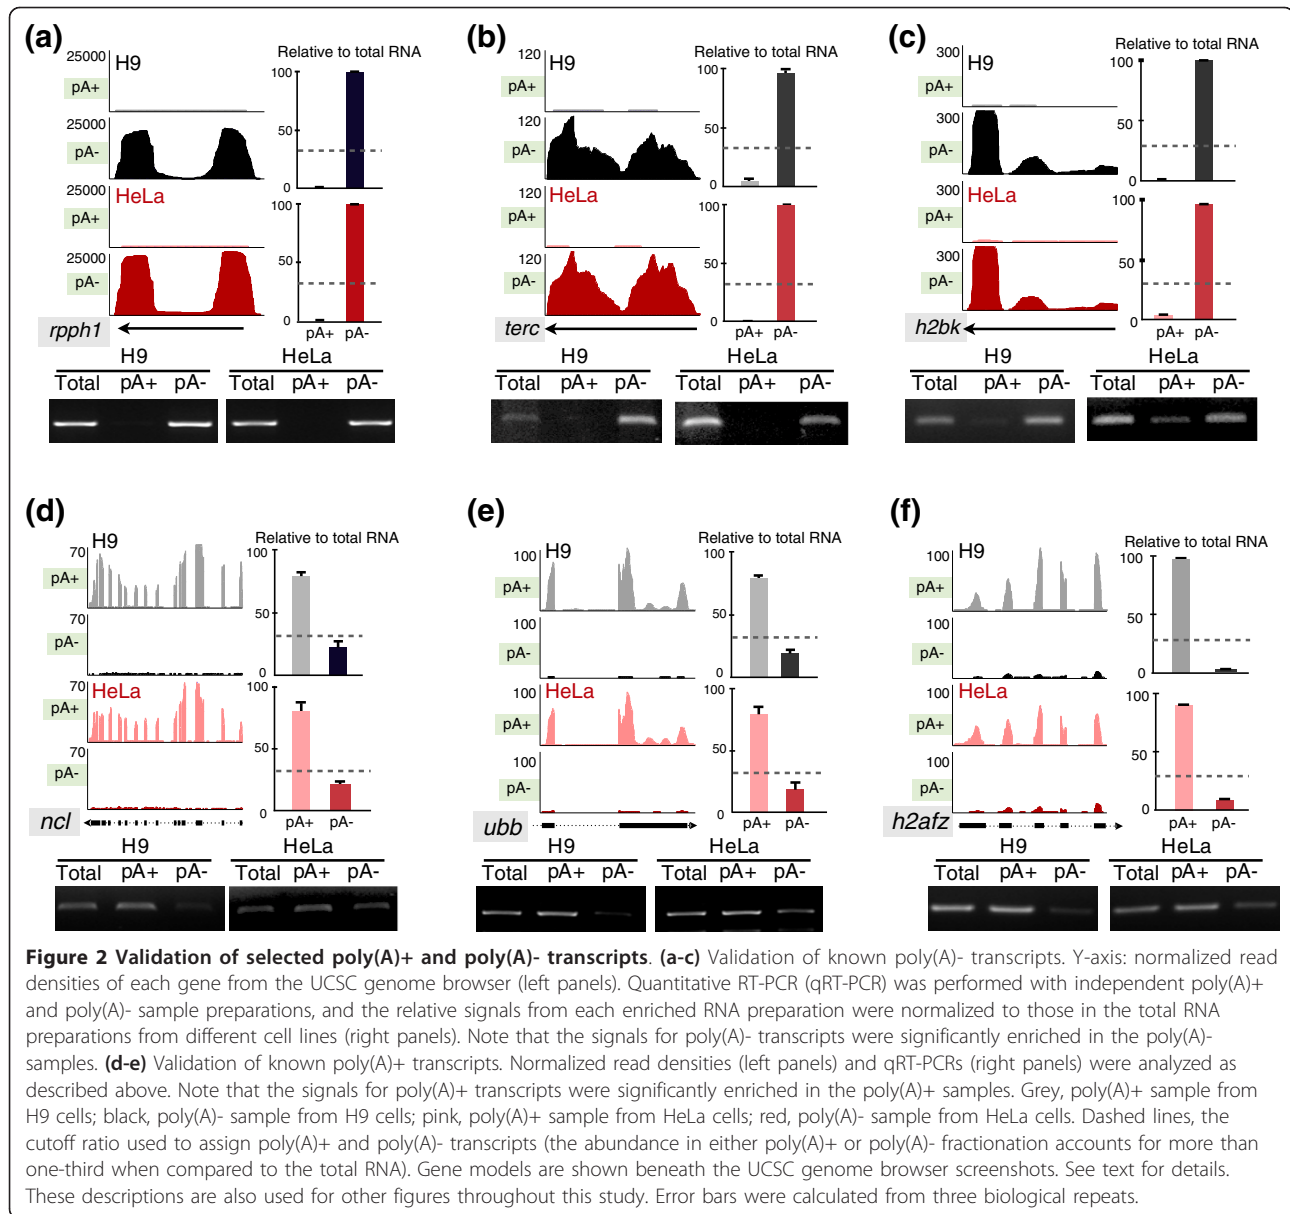 (a)
25000
H9
Relative to total RNA
pA+
100
25000
pA-
50
0
25000
HeLa
pA+
100
25000
pA-
50
0
rpph1
pA+ pA-
H9 HeLa
Total pA+ pA- Total pA+ pA-
(b)
120
H9
Relative to total RNA
pA+
100
120
pA-
50
0
120
HeLa
pA+
100
120
pA-
50
0
terc
pA+ pA-
H9 HeLa
Total pA+ pA- Total pA+ pA-
(c)
300
H9
Relative to total RNA
pA+
100
300
pA-
50
0
300
HeLa
pA+
100
300
pA-
50
0
h2bk
pA+ pA-
H9 HeLa
Total pA+ pA- Total pA+ pA-
(d)
70
H9
Relative to total RNA
pA+
100
70
pA-
50
0
70
HeLa
pA+
100
70
pA-
50
0
ncl
pA+ pA-
H9 HeLa
Total pA+ pA- Total pA+ pA-
(e)
100
H9
Relative to total RNA
pA+
100
100
pA-
50
0
100
HeLa
pA+
100
100
pA-
50
0
ubb
pA+ pA-
H9 HeLa
Total pA+ pA- Total pA+ pA-
(f)
100
H9
Relative to total RNA
pA+
100
100
pA-
50
0
100
HeLa
pA+
100
100
pA-
50
0
h2afz
pA+ pA-
H9 HeLa
Total pA+ pA- Total pA+ pA-
Figure 2 Validation of selected poly(A)+ and poly(A)- transcripts. (a-c) Validation of known poly(A)- transcripts. Y-axis: normalized read
densities of each gene from the UCSC genome browser (left panels). Quantitative RT-PCR (qRT-PCR) was performed with independent poly(A)+
and poly(A)- sample preparations, and the relative signals from each enriched RNA preparation were normalized to those in the total RNA
preparations from different cell lines (right panels). Note that the signals for poly(A)- transcripts were significantly enriched in the poly(A)-
samples. (d-e) Validation of known poly(A)+ transcripts. Normalized read densities (left panels) and qRT-PCRs (right panels) were analyzed as
described above. Note that the signals for poly(A)+ transcripts were significantly enriched in the poly(A)+ samples. Grey, poly(A)+ sample from
H9 cells; black, poly(A)- sample from H9 cells; pink, poly(A)+ sample from HeLa cells; red, poly(A)- sample from HeLa cells. Dashed lines, the
cutoff ratio used to assign poly(A)+ and poly(A)- transcripts (the abundance in either poly(A)+ or poly(A)- fractionation accounts for more than
one-third when compared to the total RNA). Gene models are shown beneath the UCSC genome browser screenshots. See text for details.
These descriptions are also used for other figures throughout this study. Error bars were calculated from three biological repeats.